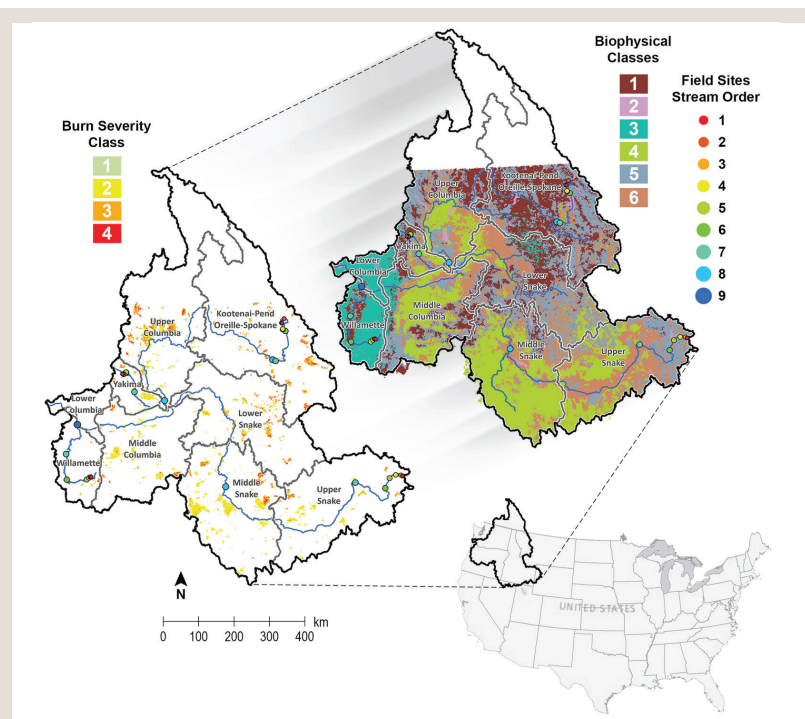 Biophysical
Classes
1
2
3
4
5
6
Field Sites
Stream Order
1
2
3
4
5
6
7
8
9
Burn Severity
Class
1
2
3
4
Upper
Columbia
Kootenai-Pend
Oreille-Spokane
Yakima
Lower
Columbia
Lower
Snake
Willamette
Middle
Columbia
Middle
Snake
Upper
Snake
Upper
Columbia
Kootenai-Pend
Oreille-Spokane
Yakima
Lower
Columbia
Lower
Snake
Middle
Columbia
Willamette
Middle
Snake
Upper
Snake
N
km
0 100 200 300 400
UNITED STATES